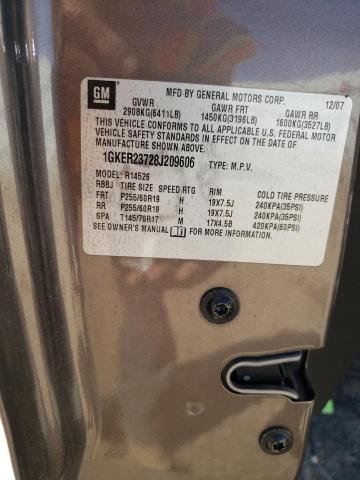 GM
MFD BY GENERAL MOTORS CORP. 12/07
GVWR GAWR FRT GAWR RR
2908KG(6411LB) 1450KG(3196LB) 1600KG(3527LB)
THIS VEHICLE CONFORMS TO ALL APPLICABLE U.S. FEDERAL MOTOR
VEHICLE SAFETY STANDARDS IN EFFECT ON THE DATE OF
MANUFACTURE SHOWN ABOVE.
1GKER23728J209606 TYPE: M.P.V.
MODEL: R14526
RBBJ TIRE SIZE SPEED RTG RIM COLD TIRE PRESSURE
FRT P255/60R19 H 19X7.5J 240KPA(35PSI)
RR P255/60R19 H 19X7.5J 240KPA(35PSI)
SPA T145/70R17 M 17X4.5B 420KPA(60PSI)
SEE OWNER'S MANUAL FOR MORE INFORMATION.